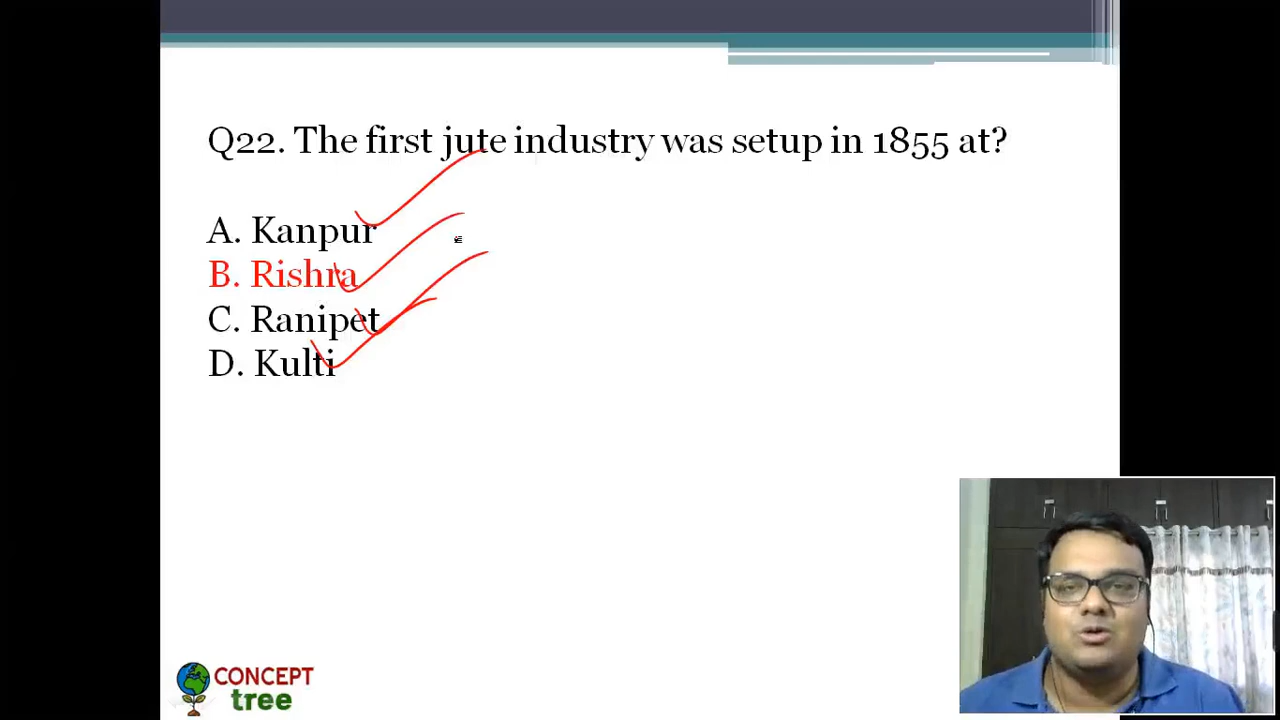 Q22. The first jute industry was setup in 1855 at?
A. Kanpur
B. Rishra
C. Ranipet
D. Kulti
CONCEPT
tree